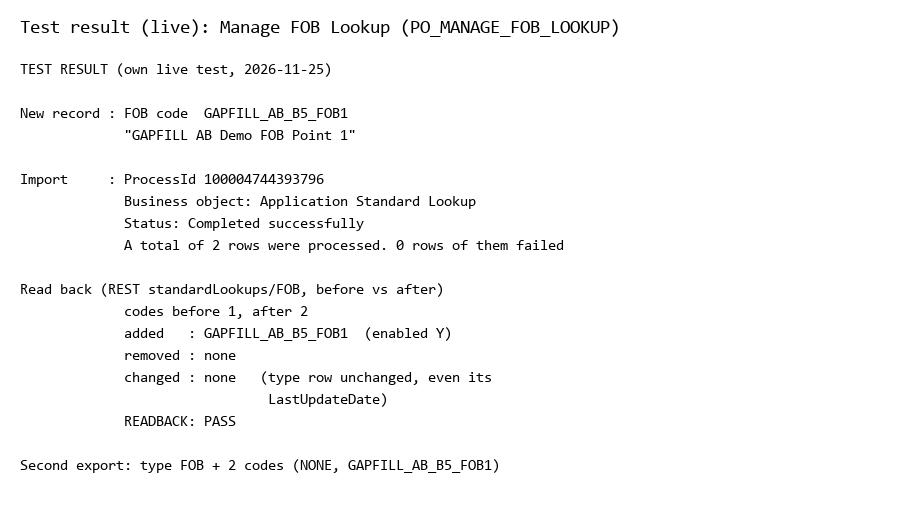 Test result (live): Manage FOB Lookup (PO_MANAGE_FOB_LOOKUP)
TEST RESULT (own live test, 2026-11-25)
New record : FOB code  GAPFILL_AB_B5_FOB1
"GAPFILL AB Demo FOB Point 1"
Import     : ProcessId 100004744393796
Business object: Application Standard Lookup
Status: Completed successfully
A total of 2 rows were processed. 0 rows of them failed
Read back (REST standardLookups/FOB, before vs after)
codes before 1, after 2
added   : GAPFILL_AB_B5_FOB1  (enabled Y)
removed : none
changed : none   (type row unchanged, even its
LastUpdateDate)
READBACK: PASS
Second export: type FOB + 2 codes (NONE, GAPFILL_AB_B5_FOB1)